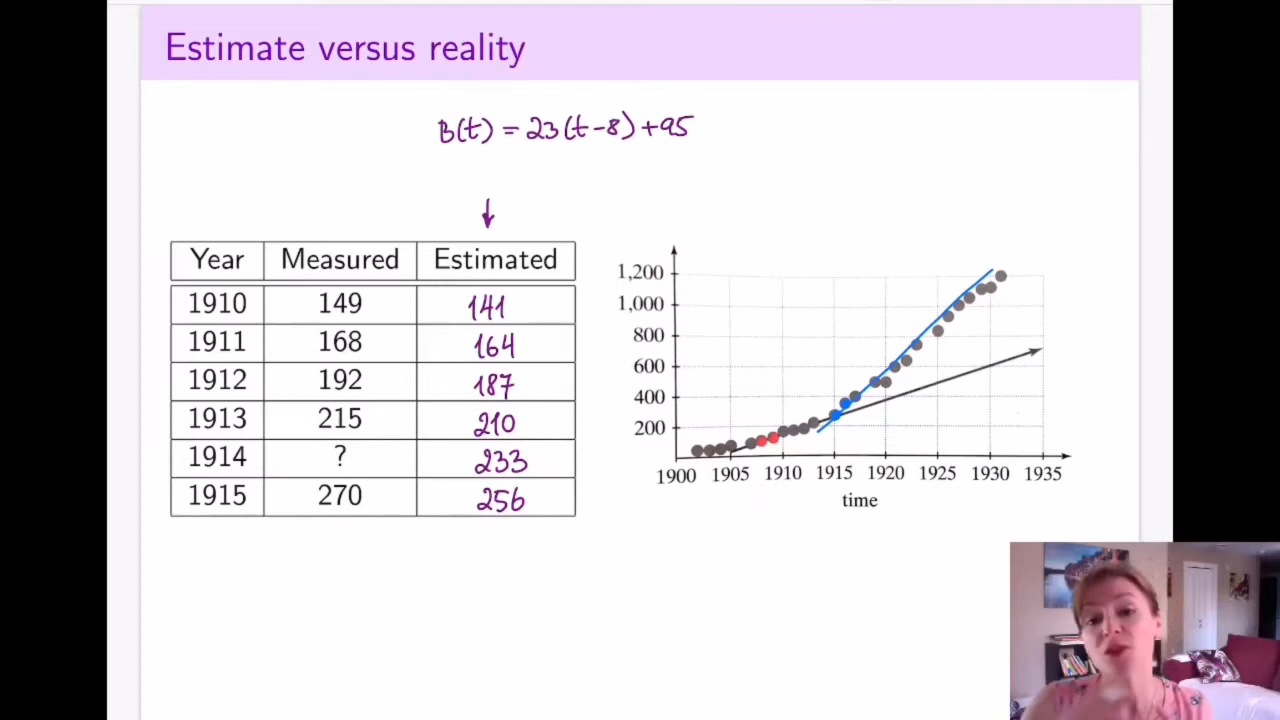 Estimate versus reality
B(t) = 23(t-8)+95
↓
Year Measured Estimated
1910 149 141
1911 168 164
1912 192 187
1913 215 210
1914 ? 233
1915 270 256
1,200
1,000
800
600
400
200
1900 1905 1910 1915 1920 1925 1930 1935
time